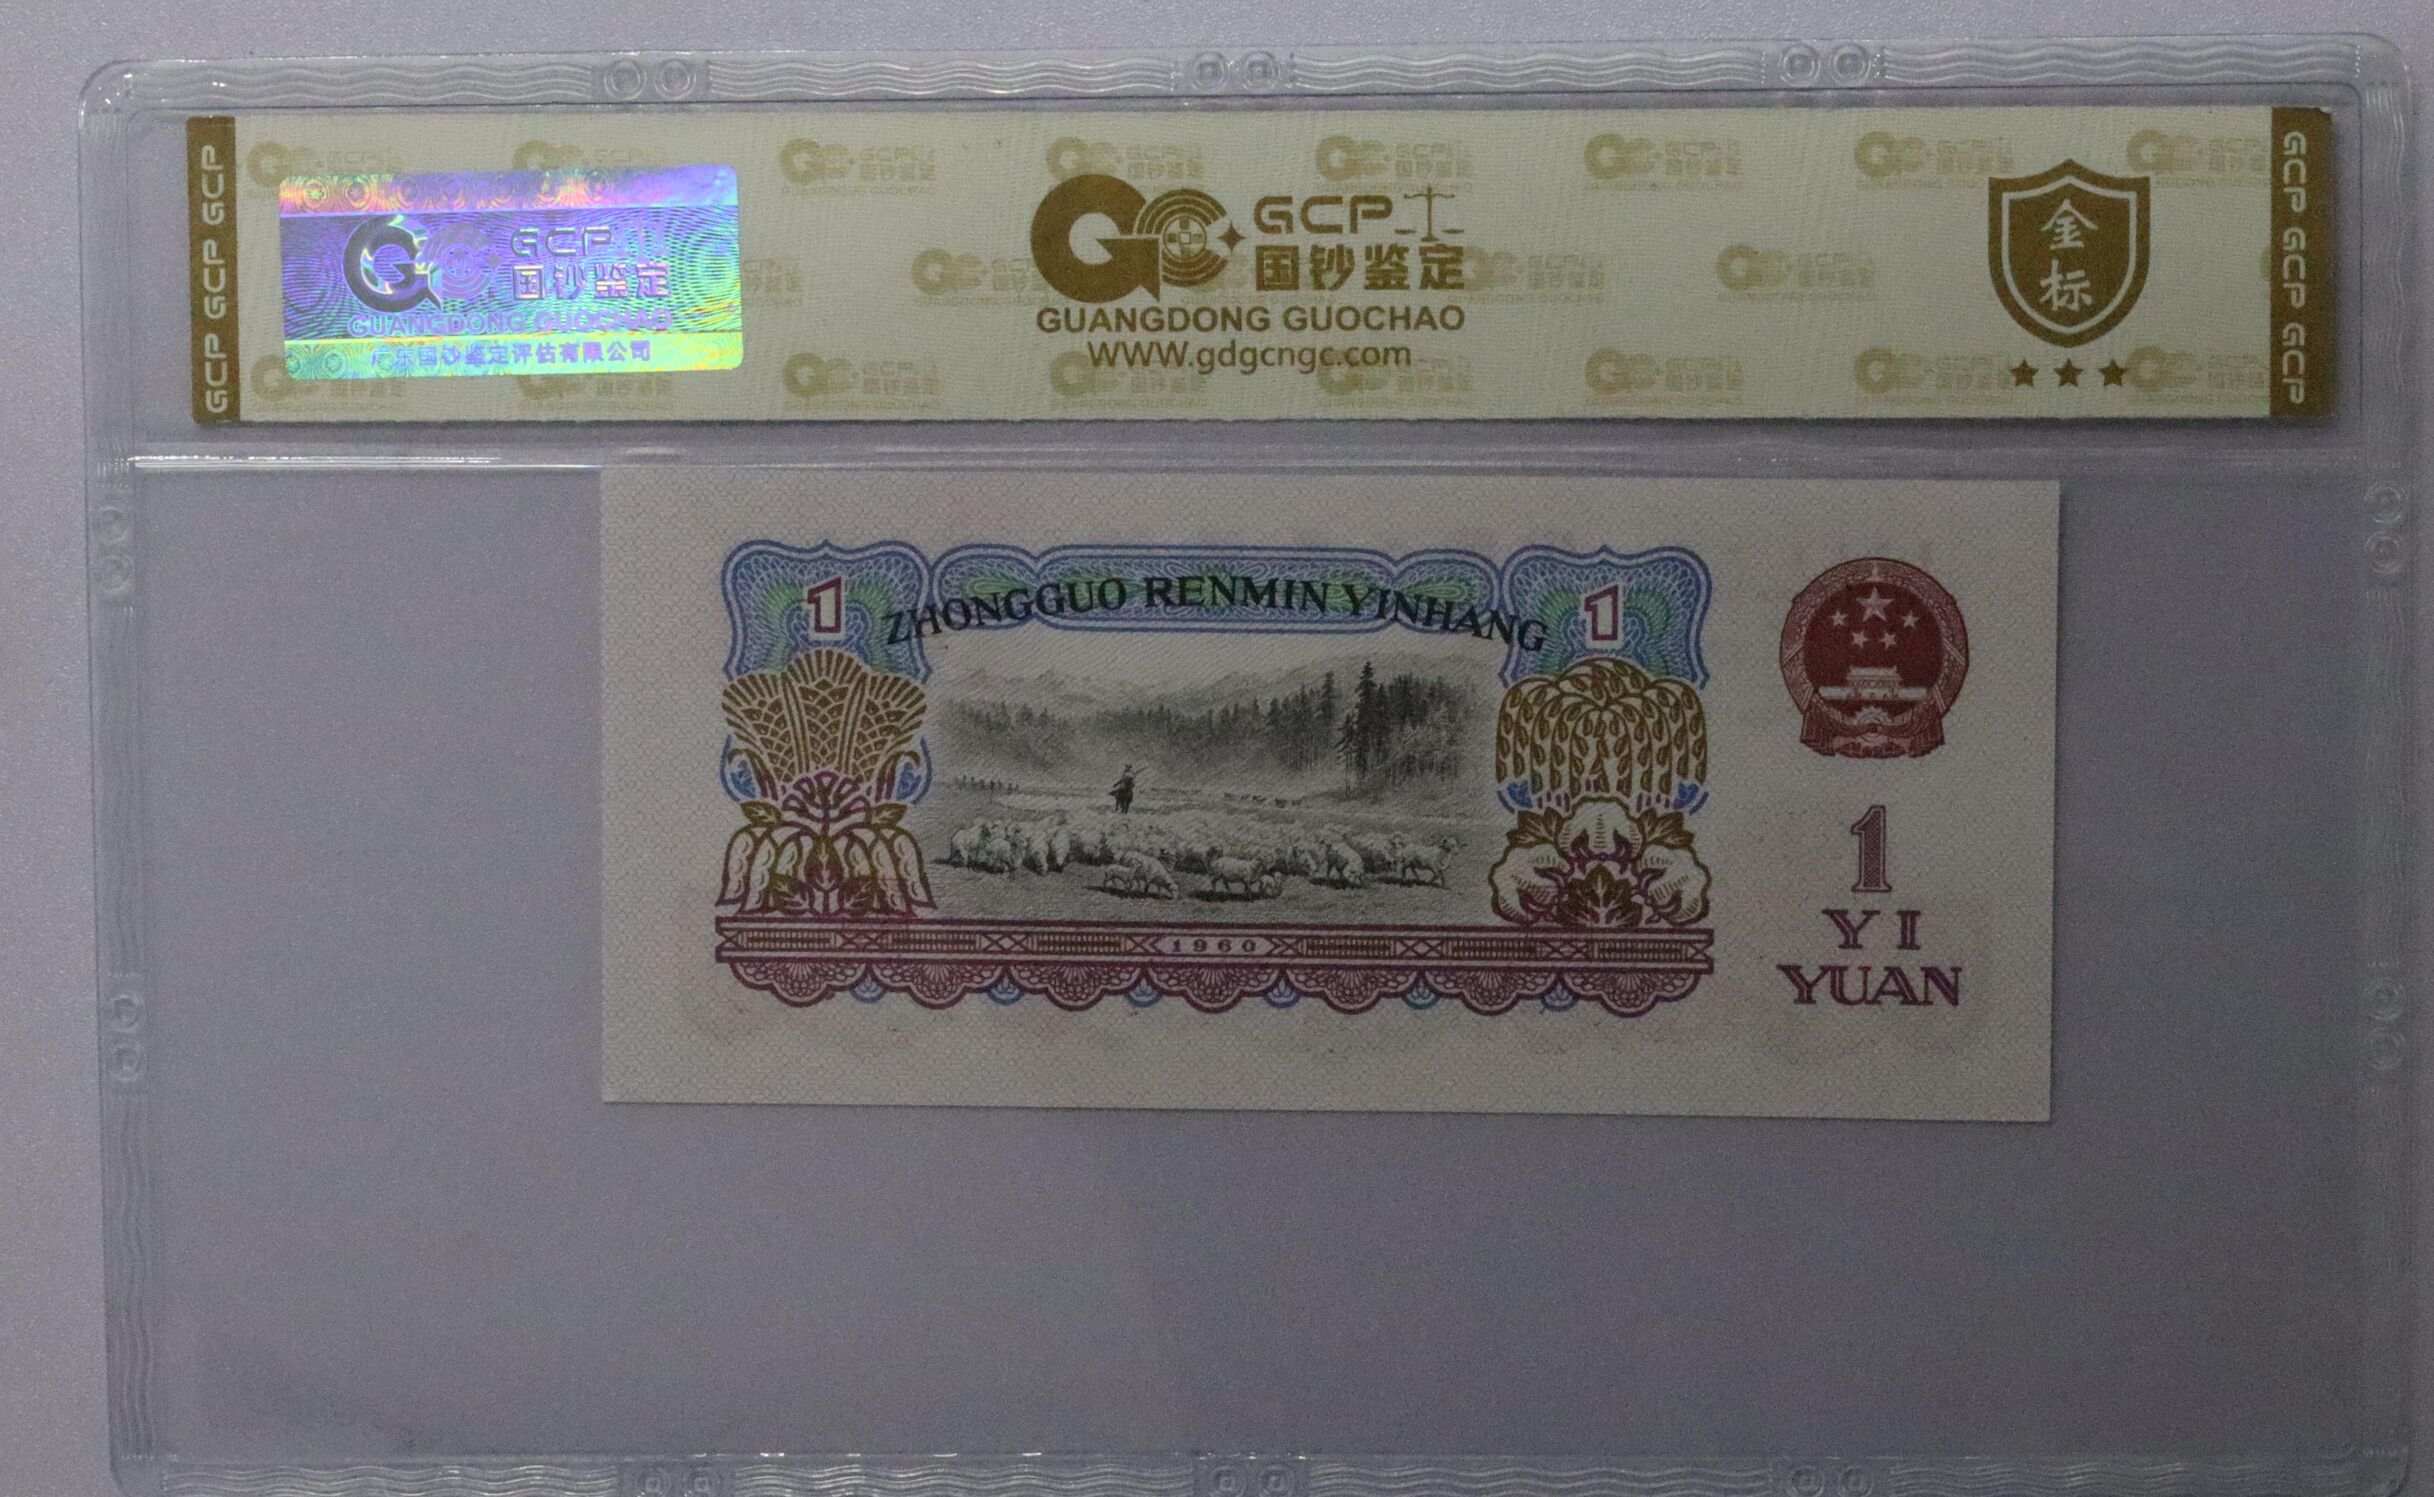 GCP GCP GCP
GCP
国钞鉴定
GUANGDONG GUOCHAO
广东国钞鉴定评估有限公司
GCP
国钞鉴定
GUANGDONG GUOCHAO
WWW.gdgcngc.com
金
标
GCP GCP GCP
1
ZHONGGUO RENMIN YINHANG
1
1960
1
YI
YUAN